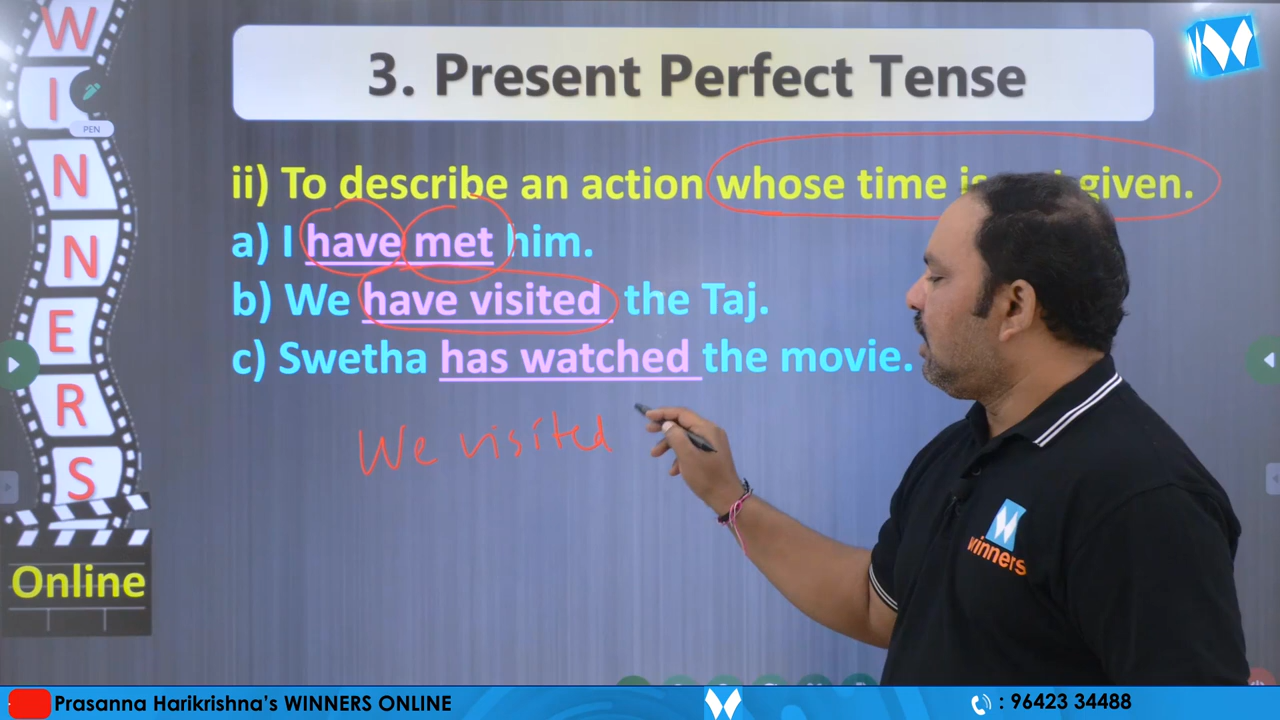 3. Present Perfect Tense
ii) To describe an action whose time is given.
a) I have met him.
b) We have visited the Taj.
c) Swetha has watched the movie.
We visited
W
I
N
N
E
R
S
Online
PEN
winners
Prasanna Harikrishna's WINNERS ONLINE
: 96423 34488